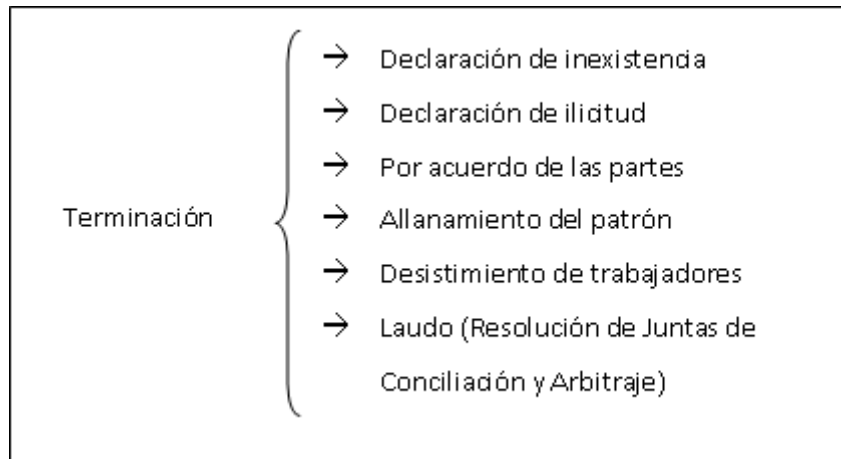 → Declaración de inexistencia
→ Declaración de ilicitud
→ Por acuerdo de las partes
Terminación → Allanamiento del patrón
→ Desistimiento de trabajadores
→ Laudo (Resolución de Juntas de
Conciliación y Arbitraje)